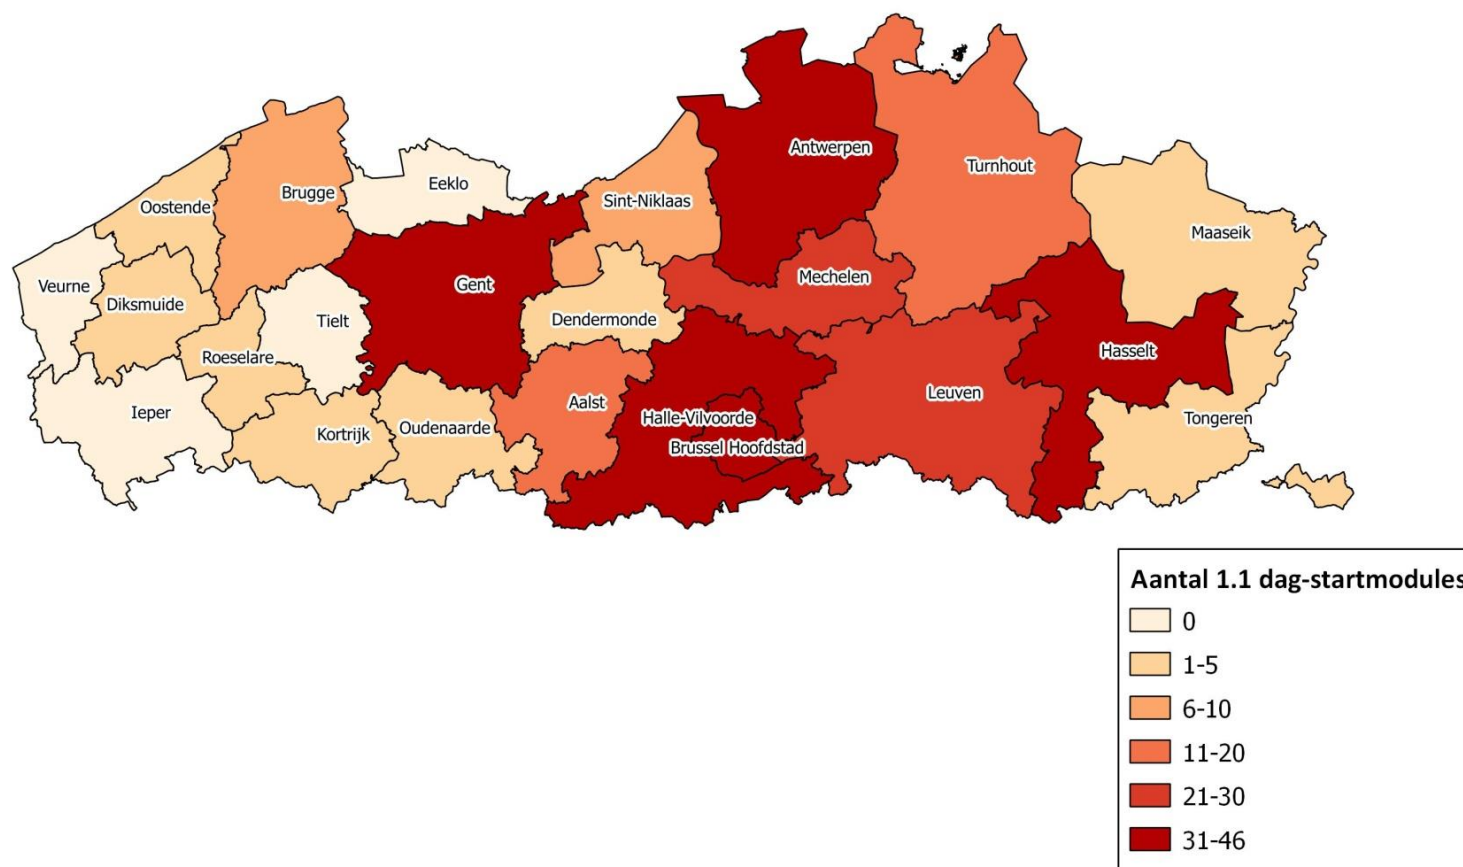 Antwerpen
Turnhout
Eeklo
Brugge
Sint-Niklaas
Oostende
Maaseik
Mechelen
Veurne
Gent
Diksmuide
Tielt
Dendermonde
Roeselare
Hasselt
Leuven
Aalst
Ieper
Halle-Vilvoorde
Tongeren
Kortrijk
Oudenaarde
Brussel Hoofdstad
Aantal 1.1 dag-startmodules
0
1-5
6-10
11-20
21-30
31-46